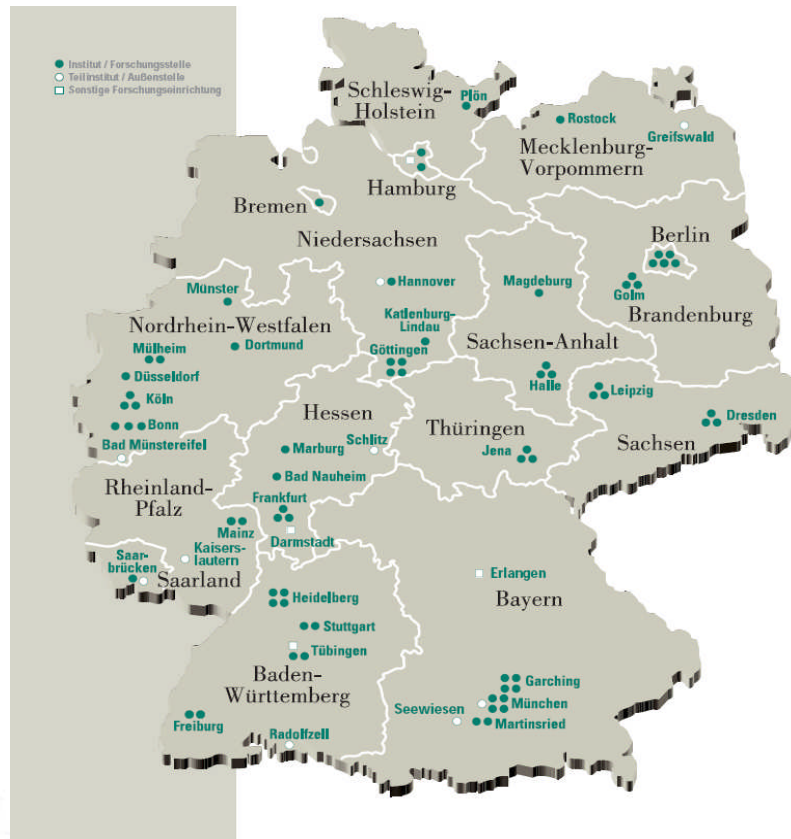 Institut / Forschungsstelle
Teilinstitut / Außenstelle
Sonstige Forschungseinrichtung
Schleswig-
Holstein
Plön
Rostock
Greifswald
Mecklenburg-
Vorpommern
Hamburg
Bremen
Niedersachsen
Berlin
Hannover
Magdeburg
Golm
Brandenburg
Münster
Nordrhein-Westfalen
Dortmund
Katlenburg-
Lindau
Göttingen
Sachsen-Anhalt
Mülheim
Düsseldorf
Köln
Bonn
Bad Münstereifel
Halle
Leipzig
Dresden
Sachsen
Hessen
Marburg
Schlitz
Bad Nauheim
Frankfurt
Darmstadt
Thüringen
Jena
Rheinland-
Pfalz
Mainz
Kaisers-
lautern
Saar-
brücken
Saarland
Erlangen
Bayern
Heidelberg
Stuttgart
Tübingen
Baden-
Württemberg
Freiburg
Radolfzell
Garching
München
Seewiesen
Martinsried